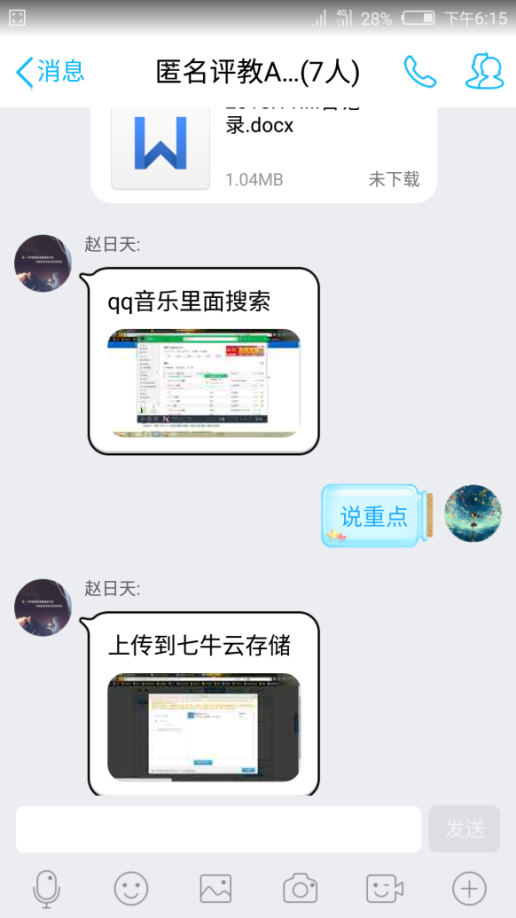 4G 28% 下午6:15
消息 匿名评教A...(7人)
录.docx
1.04MB 未下载
赵日天:
qq音乐里面搜索
说重点
赵日天:
上传到七牛云存储
发送